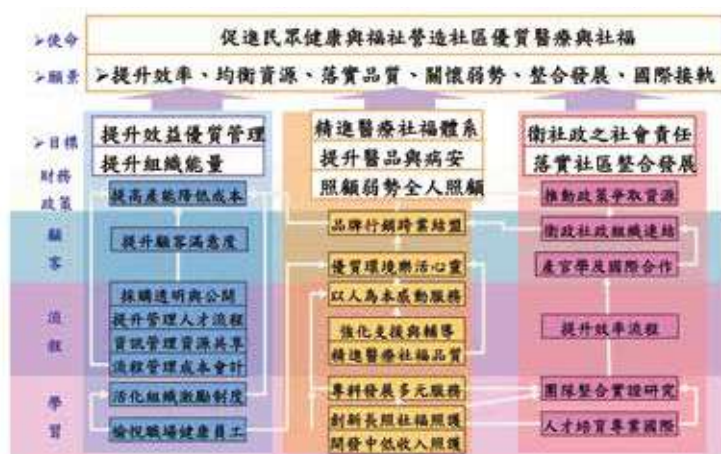 ➢使命
促進民眾健康與福祉營造社區優質醫療與社福
➢願景
➢提升效率、均衡資源、落實品質、關懷弱勢、整合發展、國際接軌
➢目標
提升效益優質管理
提升組織能量
精進醫療社福體系
提升醫品與病安
照顧弱勢全人照顧
衛社政之社會責任
落實社區整合發展
財務
政策
提高產能降低成本
推動政策爭取資源
顧
客
提升顧客滿意度
品牌行銷跨業結盟
優質環境樂活心靈
衛政社政組織連結
產官學及國際合作
流
程
採購透明與公開
提升管理人才流程
資訊管理資源共享
流程管理成本會計
以人為本感動服務
強化支援與輔導
精進醫療社福品質
提升效率流程
學
習
活化組織激勵制度
愉悅職場健康員工
專科發展多元服務
創新長照社福照護
開發中低收入照護
團隊整合實證研究
人才培育專業國際